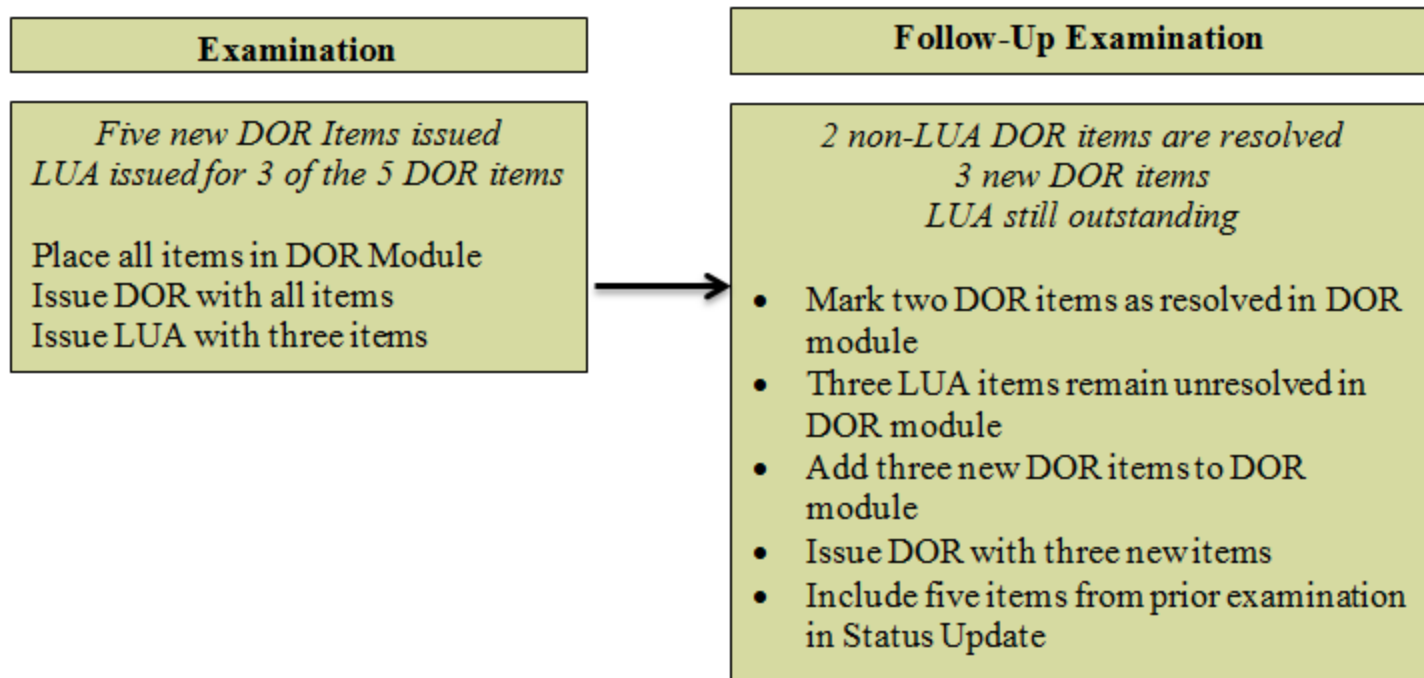 Examination
Five new DOR Items issued
LUA issued for 3 of the 5 DOR items
Place all items in DOR Module
Issue DOR with all items
Issue LUA with three items
Follow-Up Examination
2 non-LUA DOR items are resolved
3 new DOR items
LUA still outstanding
• Mark two DOR items as resolved in DOR
module
• Three LUA items remain unresolved in
DOR module
• Add three new DOR items to DOR
module
• Issue DOR with three new items
• Include five items from prior examination
in Status Update